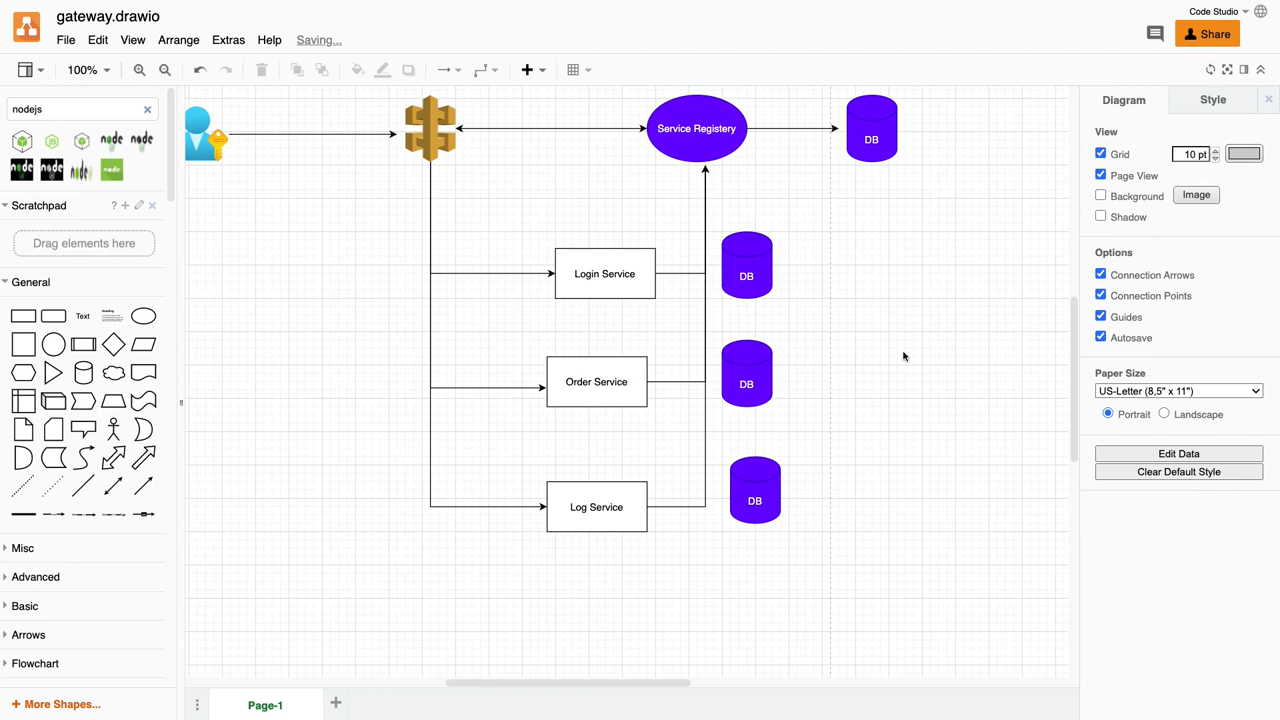 gateway.drawio
Code Studio
File Edit View Arrange Extras Help Saving...
Share
100%
nodejs
node node
node node node node
Scratchpad ?
Drag elements here
General
Text
Heading
Misc
Advanced
Basic
Arrows
Flowchart
+ More Shapes...
Service Registery
DB
Login Service
DB
Order Service
DB
Log Service
DB
Page-1
Diagram Style
View
Grid 10 pt
Page View
Background Image
Shadow
Options
Connection Arrows
Connection Points
Guides
Autosave
Paper Size
US-Letter (8,5" x 11")
Portrait Landscape
Edit Data
Clear Default Style